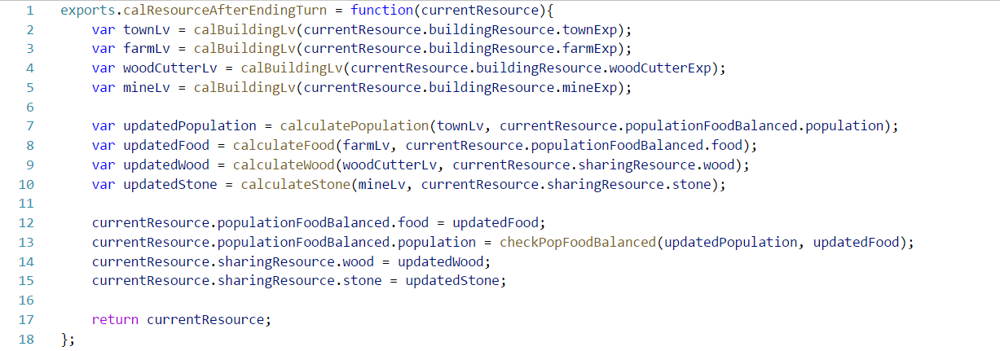 1 exports.calResourceAfterEndingTurn = function(currentResource){
2     var townLv = calBuildingLv(currentResource.buildingResource.townExp);
3     var farmLv = calBuildingLv(currentResource.buildingResource.farmExp);
4     var woodCutterLv = calBuildingLv(currentResource.buildingResource.woodCutterExp);
5     var mineLv = calBuildingLv(currentResource.buildingResource.mineExp);
6
7     var updatedPopulation = calculatePopulation(townLv, currentResource.populationFoodBalanced.population);
8     var updatedFood = calculateFood(farmLv, currentResource.populationFoodBalanced.food);
9     var updatedWood = calculateWood(woodCutterLv, currentResource.sharingResource.wood);
10     var updatedStone = calculateStone(mineLv, currentResource.sharingResource.stone);
11
12     currentResource.populationFoodBalanced.food = updatedFood;
13     currentResource.populationFoodBalanced.population = checkPopFoodBalanced(updatedPopulation, updatedFood);
14     currentResource.sharingResource.wood = updatedWood;
15     currentResource.sharingResource.stone = updatedStone;
16
17     return currentResource;
18 };